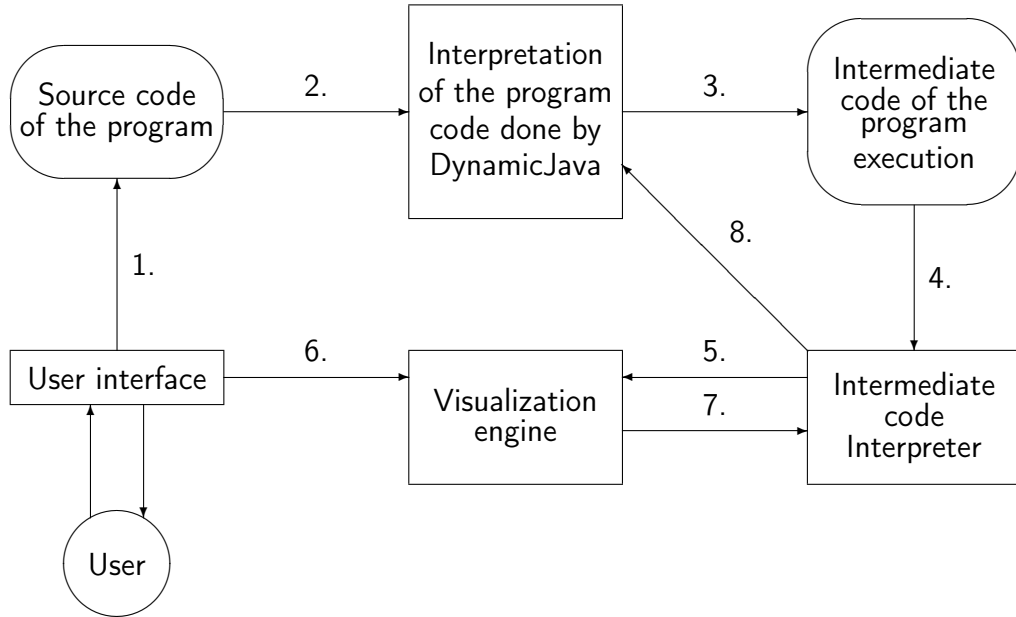 Source code
of the program
2.
Interpretation
of the program
code done by
DynamicJava
3.
Intermediate
code of the
program
execution
1.
8.
4.
User interface
6.
Visualization
engine
5.
7.
Intermediate
code
Interpreter
User